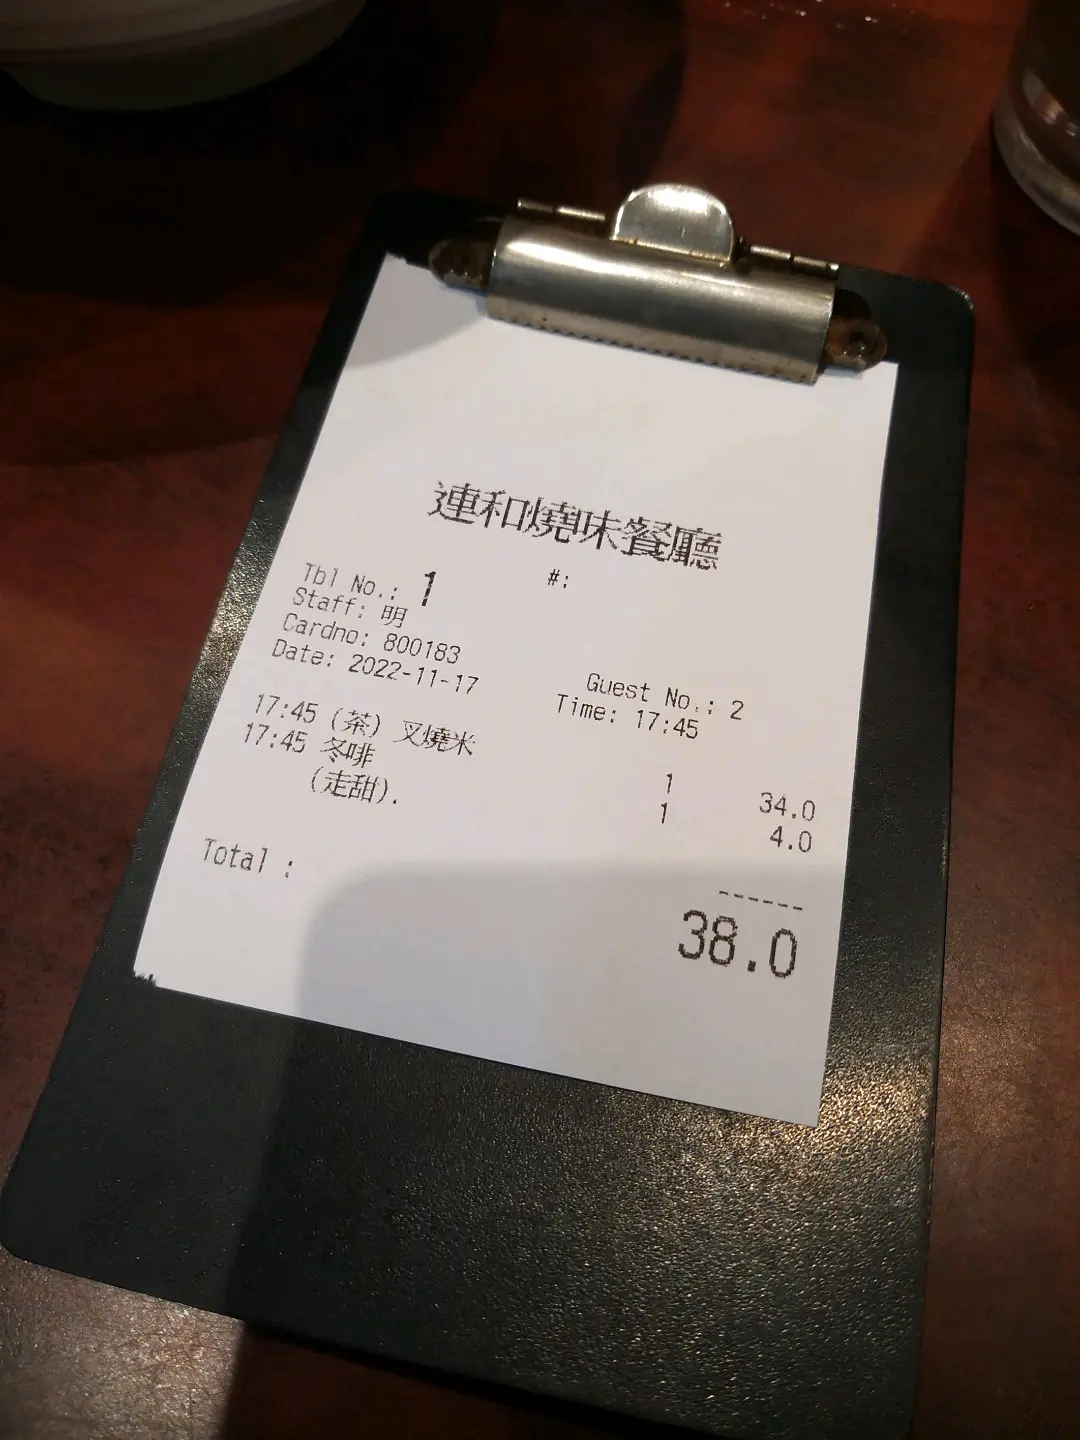 連和燒味餐廳
Tbl No.: 1 #:
Staff: 明
Cardno: 800183 Guest No.: 2
Date: 2022-11-17 Time: 17:45
17:45 (茶) 叉燒米 1 34.0
17:45 冬啡 1 4.0
(走甜).
------
Total : 38.0